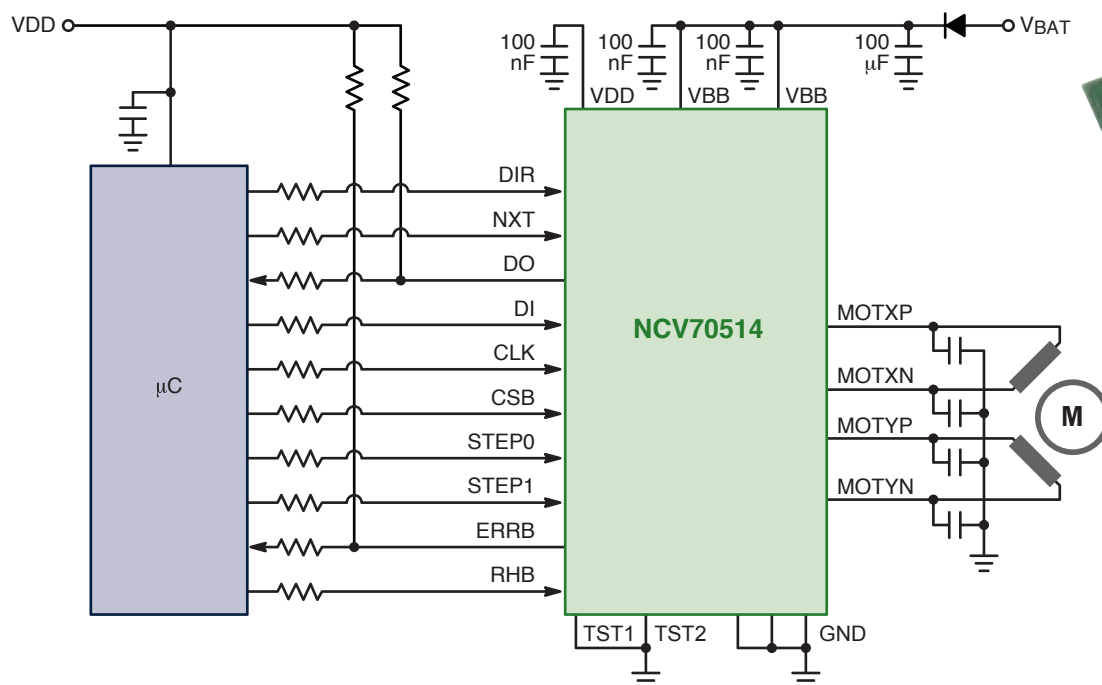 VDD
VBAT
100
nF
100
nF
100
nF
100
μF
VDD
VBB
VBB
DIR
NXT
DO
DI
CLK
CSB
STEP0
STEP1
ERRB
RHB
μC
NCV70514
MOTXP
MOTXN
MOTYP
MOTYN
M
TST1
TST2
GND